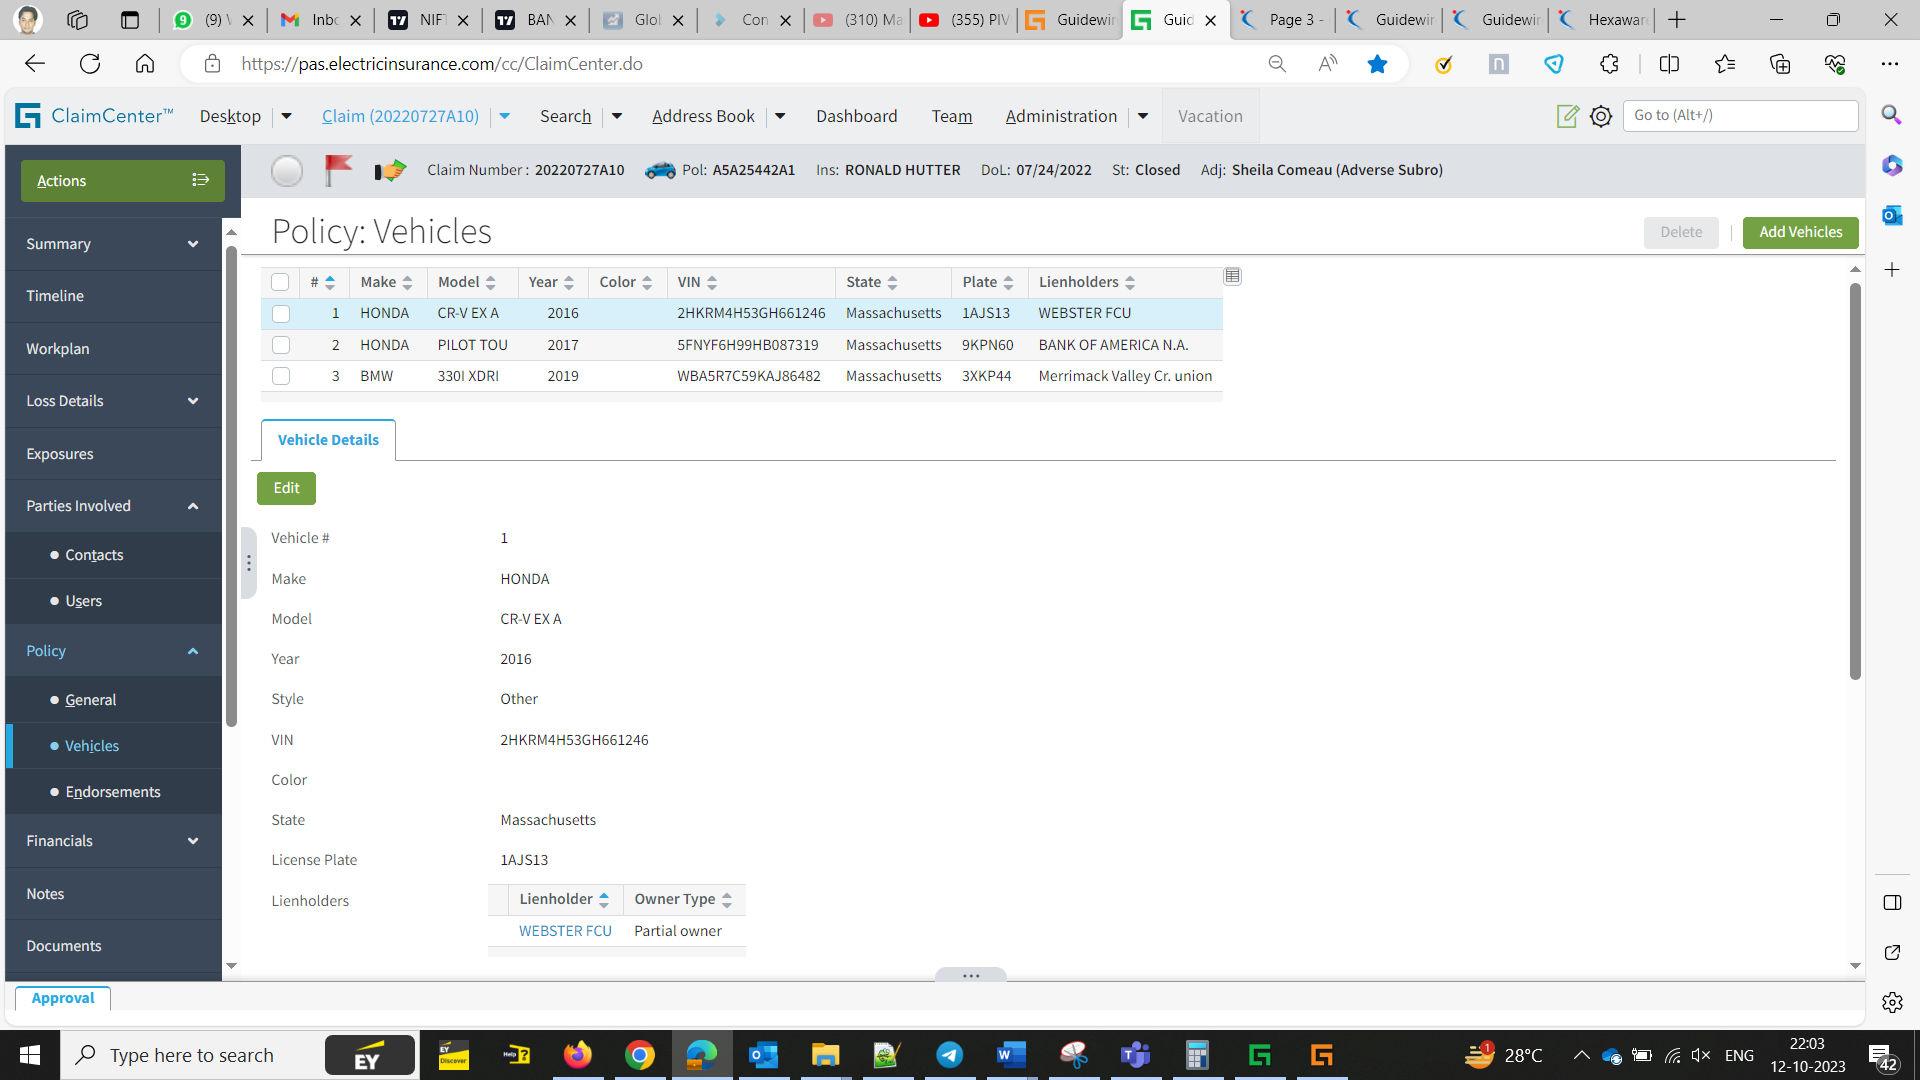 (9) W
Inbo
NIFT
BAN
Glob
Con
(310) Ma
(355) PIV
Guidewir
Guid
Page 3 -
Guidewir
Guidewir
Hexaware
https://pas.electricinsurance.com/cc/ClaimCenter.do
ClaimCenter™ Desktop Claim (20220727A10) Search Address Book Dashboard Team Administration Vacation Go to (Alt+/)
Actions
Claim Number : 20220727A10 Pol: A5A25442A1 Ins: RONALD HUTTER DoL: 07/24/2022 St: Closed Adj: Sheila Comeau (Adverse Subro)
Summary
Timeline
Workplan
Loss Details
Exposures
Parties Involved
Contacts
Users
Policy
General
Vehicles
Endorsements
Financials
Notes
Documents
Policy: Vehicles
Delete Add Vehicles
# Make Model Year Color VIN State Plate Lienholders
1 HONDA CR-V EX A 2016 2HKRM4H53GH661246 Massachusetts 1AJS13 WEBSTER FCU
2 HONDA PILOT TOU 2017 5FNYF6H99HB087319 Massachusetts 9KPN60 BANK OF AMERICA N.A.
3 BMW 330I XDRI 2019 WBA5R7C59KAJ86482 Massachusetts 3XKP44 Merrimack Valley Cr. union
Vehicle Details
Edit
Vehicle # 1
Make HONDA
Model CR-V EX A
Year 2016
Style Other
VIN 2HKRM4H53GH661246
Color
State Massachusetts
License Plate 1AJS13
Lienholders
Lienholder Owner Type
WEBSTER FCU Partial owner
Approval
Type here to search
EY
EY Discover
Help ?
28°C
ENG
22:03
12-10-2023
42